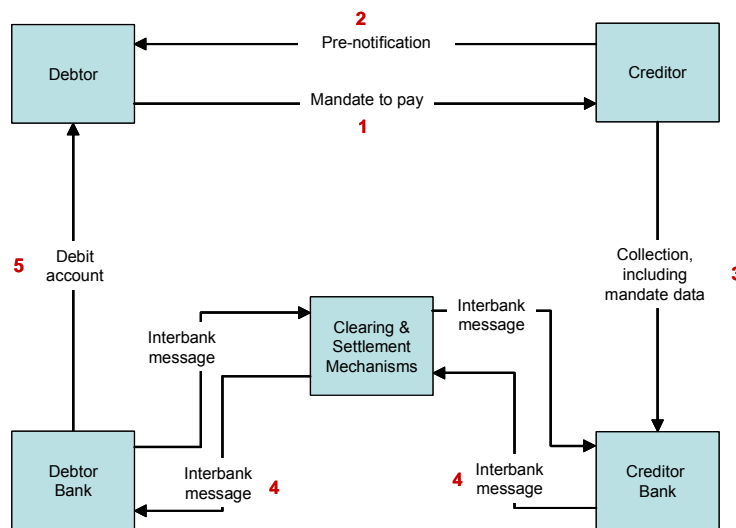 2
Pre-notification
Debtor
Creditor
Mandate to pay
1
5
Debit
account
Collection,
including
mandate data
3
Interbank
message
Clearing &
Settlement
Mechanisms
Interbank
message
Debtor
Bank
Interbank
message
4
4
Interbank
message
Creditor
Bank